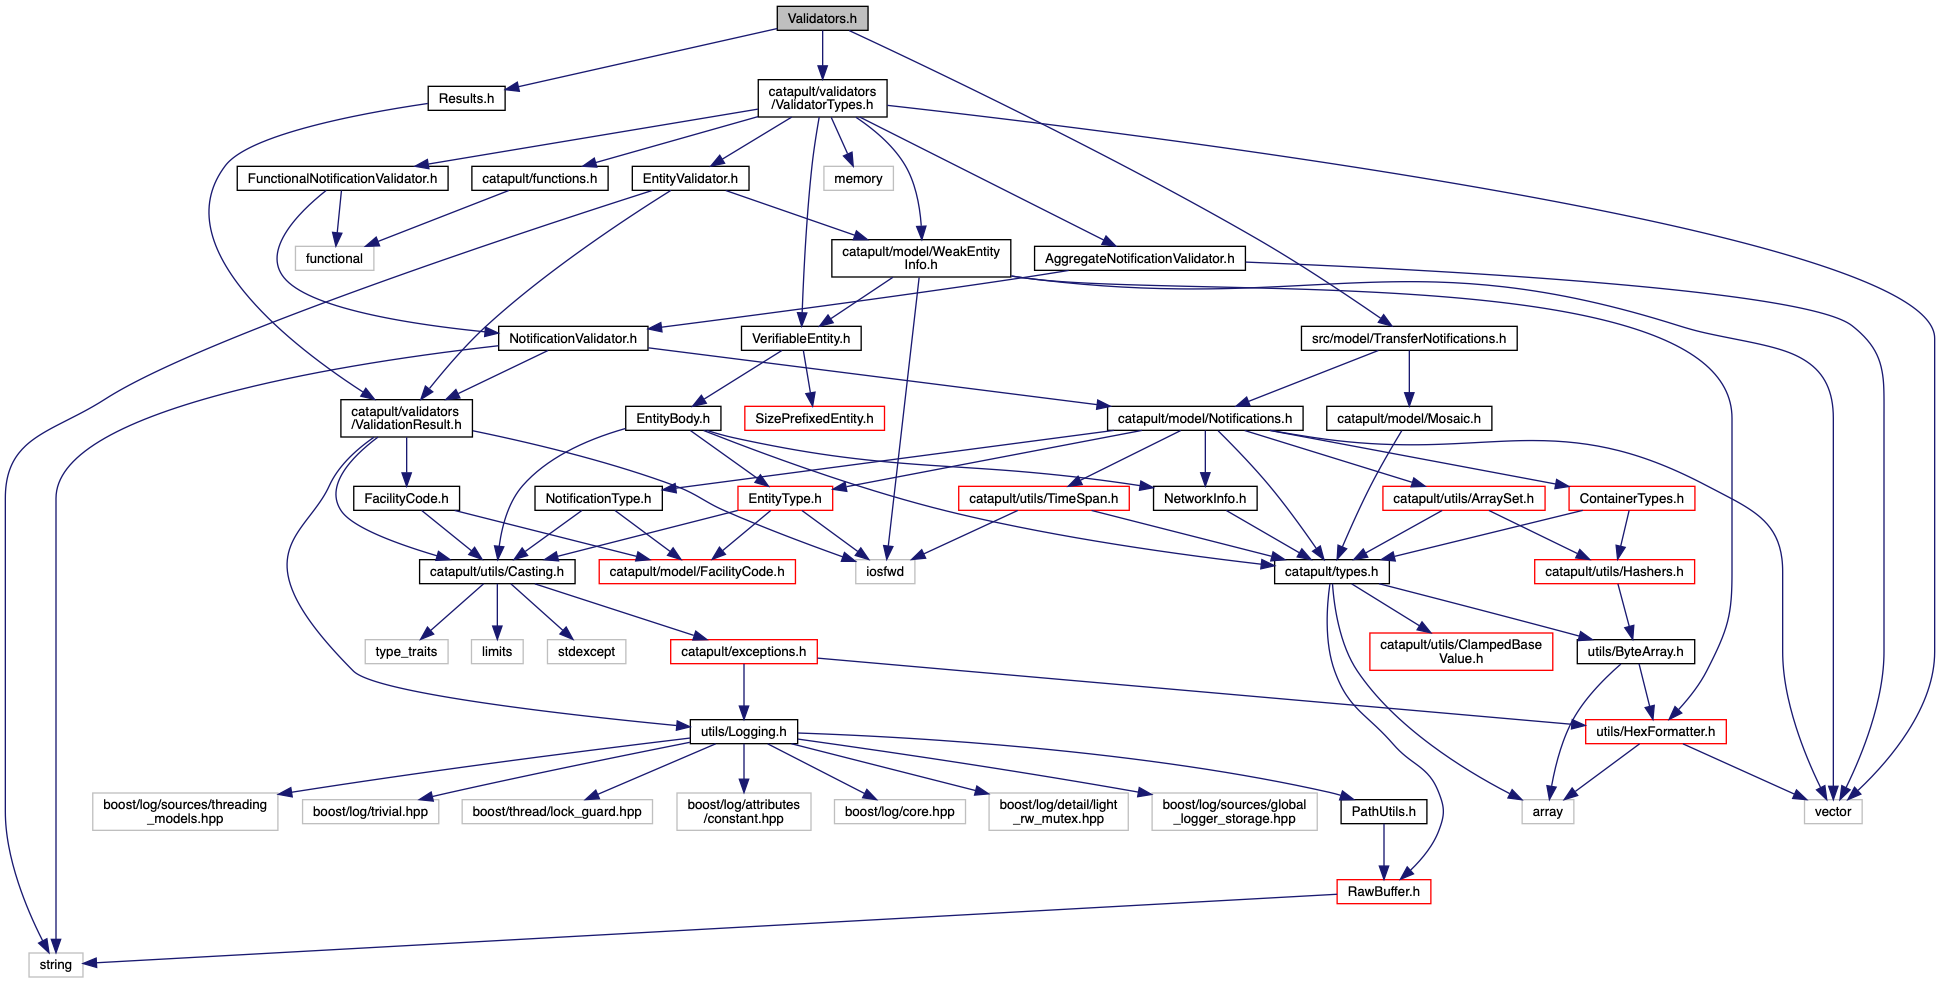 Validators.h
Results.h
catapult/validators
/ValidatorTypes.h
FunctionalNotificationValidator.h
catapult/functions.h
EntityValidator.h
memory
functional
catapult/model/WeakEntity
Info.h
AggregateNotificationValidator.h
NotificationValidator.h
VerifiableEntity.h
src/model/TransferNotifications.h
catapult/validators
/ValidationResult.h
EntityBody.h
SizePrefixedEntity.h
catapult/model/Notifications.h
catapult/model/Mosaic.h
FacilityCode.h
NotificationType.h
EntityType.h
catapult/utils/TimeSpan.h
NetworkInfo.h
catapult/utils/ArraySet.h
ContainerTypes.h
catapult/utils/Casting.h
catapult/model/FacilityCode.h
iosfwd
catapult/types.h
catapult/utils/Hashers.h
type_traits
limits
stdexcept
catapult/exceptions.h
catapult/utils/ClampedBase
Value.h
utils/ByteArray.h
utils/Logging.h
utils/HexFormatter.h
boost/log/sources/threading
_models.hpp
boost/log/trivial.hpp
boost/thread/lock_guard.hpp
boost/log/attributes
/constant.hpp
boost/log/core.hpp
boost/log/detail/light
_rw_mutex.hpp
boost/log/sources/global
_logger_storage.hpp
PathUtils.h
array
vector
RawBuffer.h
string